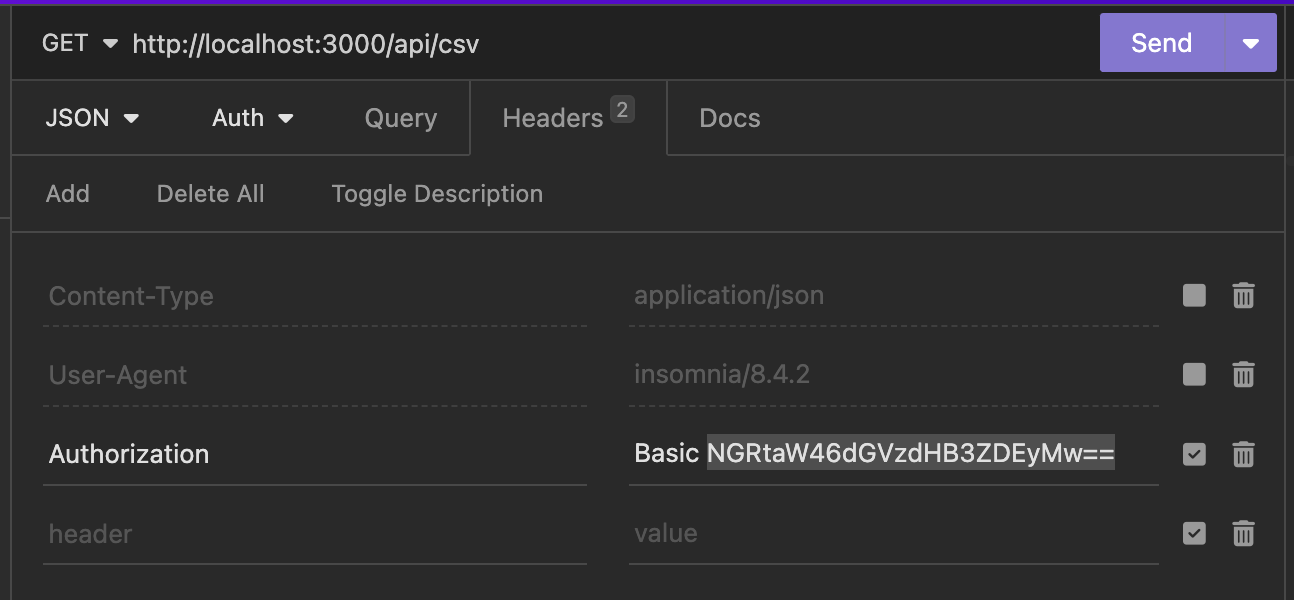 GET http://localhost:3000/api/csv Send
JSON Auth Query Headers 2 Docs
Add Delete All Toggle Description
Content-Type application/json
User-Agent insomnia/8.4.2
Authorization Basic NGRtaW46dGVzdHB3ZDEyMw==
header value